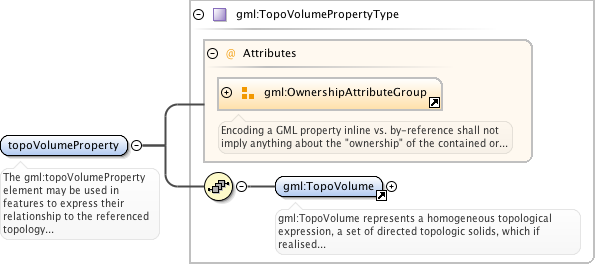 gml:TopoVolumePropertyType
@ Attributes
gml:OwnershipAttributeGroup
Encoding a GML property inline vs. by-reference shall not
imply anything about the "ownership" of the contained or...
topoVolumeProperty
The gml:topoVolumeProperty
element may be used in
features to express their
relationship to the referenced
topology...
gml:TopoVolume
gml:TopoVolume represents a homogeneous topological
expression, a set of directed topologic solids, which if
realised...